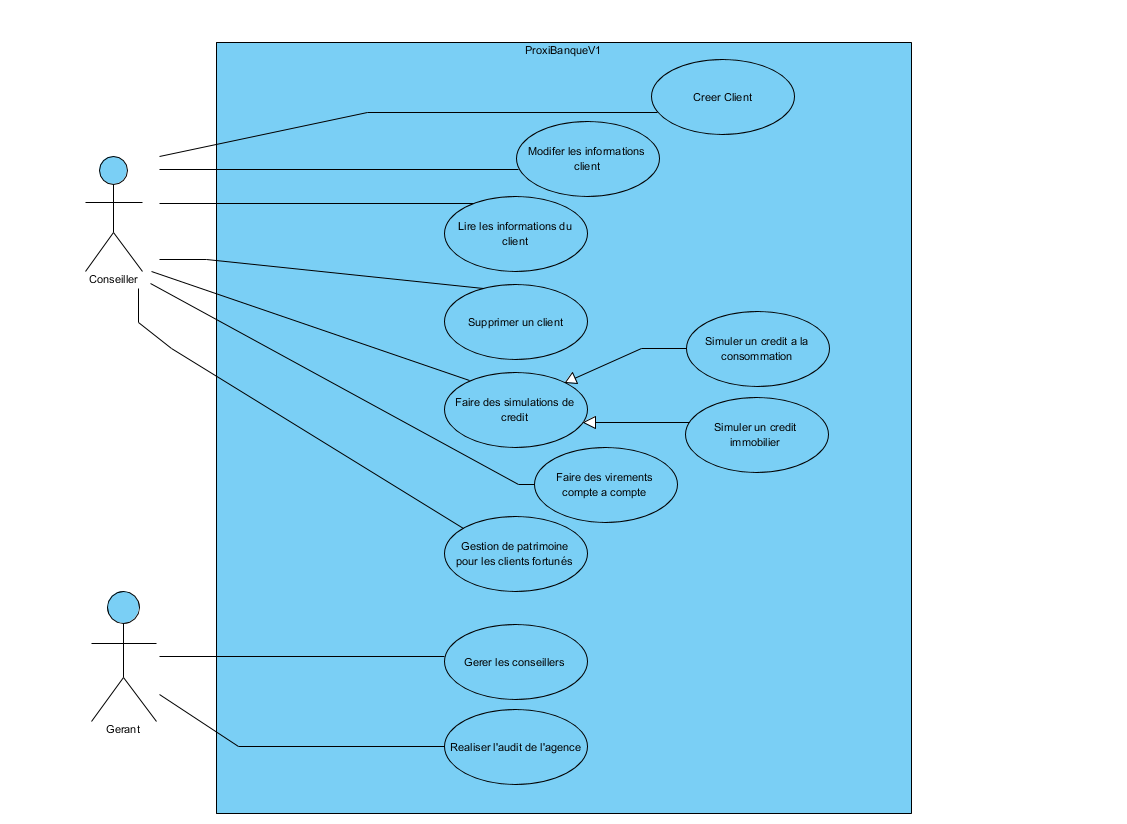 ProxiBanqueV1
Creer Client
Modifer les informations
client
Lire les informations du
client
Conseiller
Supprimer un client
Simuler un credit a la
consommation
Faire des simulations de
credit
Simuler un credit
immobilier
Faire des virements
compte a compte
Gestion de patrimoine
pour les clients fortunés
Gerer les conseillers
Gerant
Realiser l'audit de l'agence